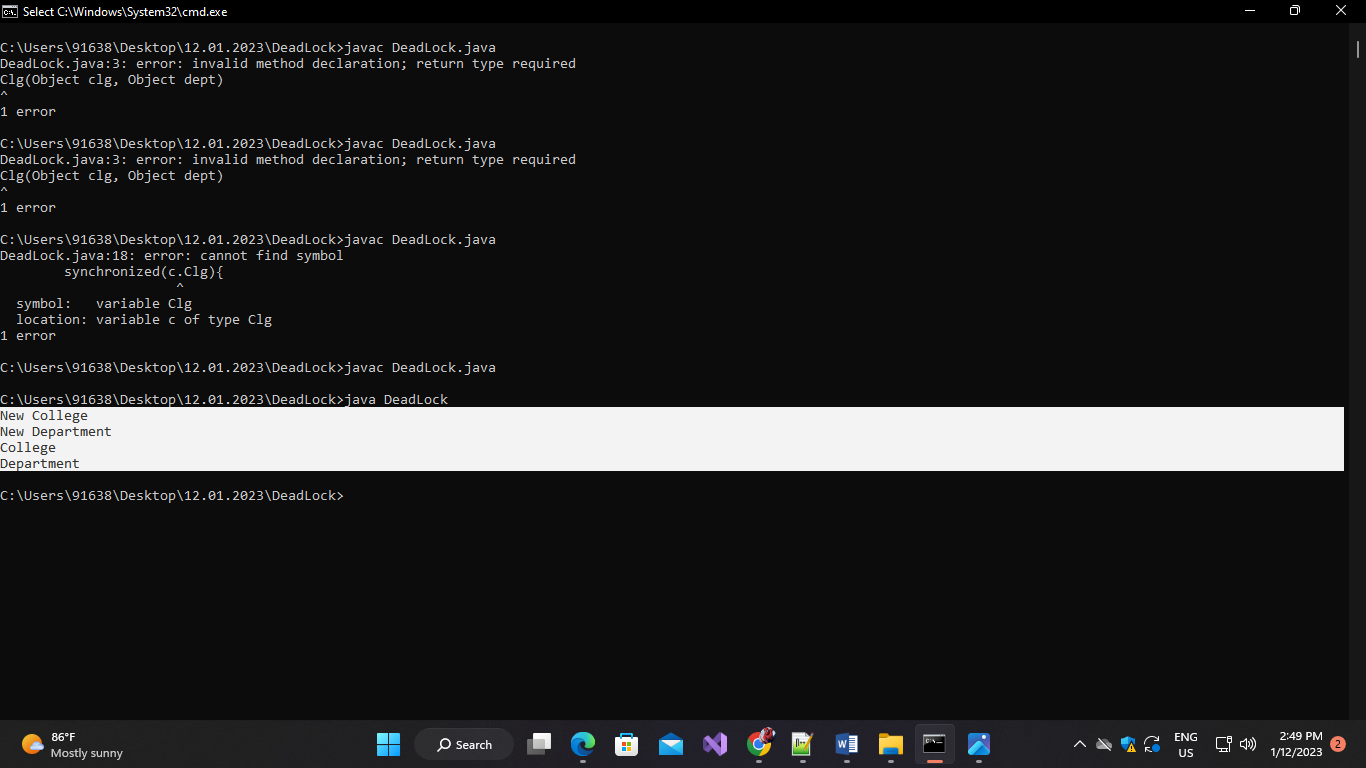 Select C:\Windows\System32\cmd.exe
C:\Users\91638\Desktop\12.01.2023\DeadLock>javac DeadLock.java
DeadLock.java:3: error: invalid method declaration; return type required
Clg(Object clg, Object dept)
^
1 error
C:\Users\91638\Desktop\12.01.2023\DeadLock>javac DeadLock.java
DeadLock.java:3: error: invalid method declaration; return type required
Clg(Object clg, Object dept)
^
1 error
C:\Users\91638\Desktop\12.01.2023\DeadLock>javac DeadLock.java
DeadLock.java:18: error: cannot find symbol
        synchronized(c.Clg){
                      ^
  symbol:   variable Clg
  location: variable c of type Clg
1 error
C:\Users\91638\Desktop\12.01.2023\DeadLock>javac DeadLock.java
C:\Users\91638\Desktop\12.01.2023\DeadLock>java DeadLock
New College
New Department
College
Department
C:\Users\91638\Desktop\12.01.2023\DeadLock>
86°F
Mostly sunny
Search
ENG
US
2:49 PM
1/12/2023
2